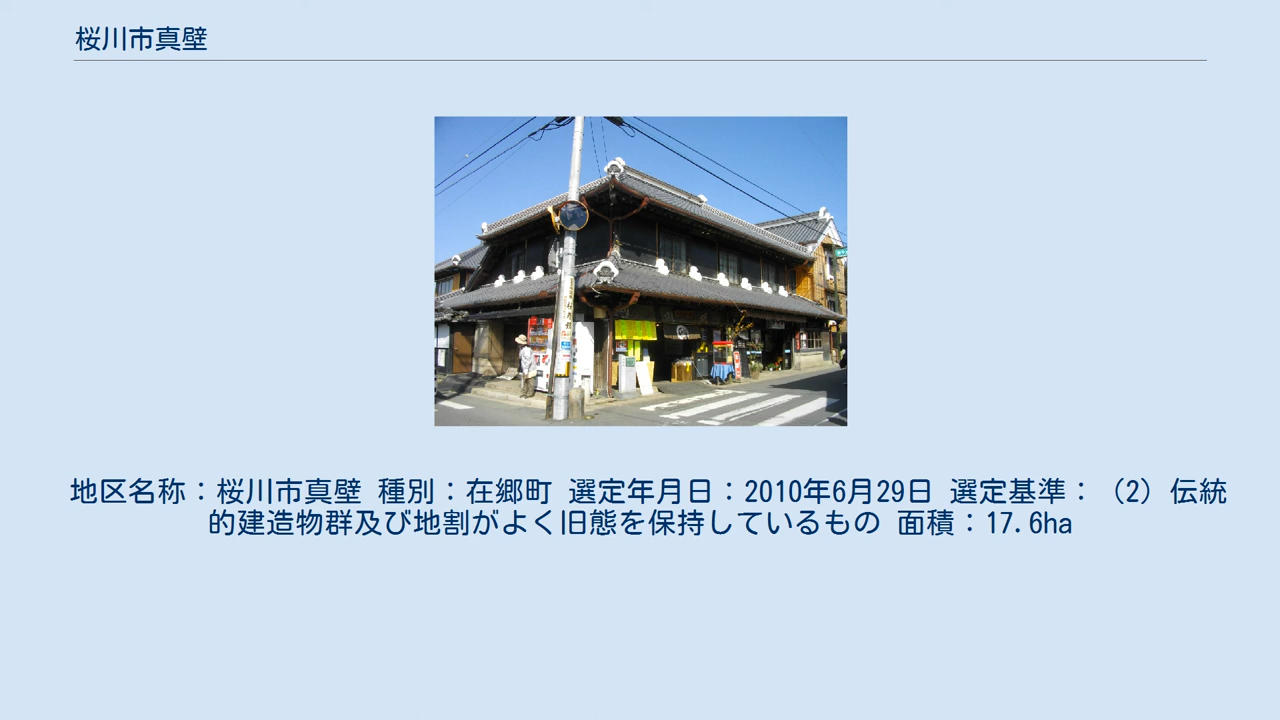 桜川市真壁
地区名称：桜川市真壁 種別：在郷町 選定年月日：2010年6月29日 選定基準：（2）伝統
的建造物群及び地割がよく旧態を保持しているもの 面積：17.6ha